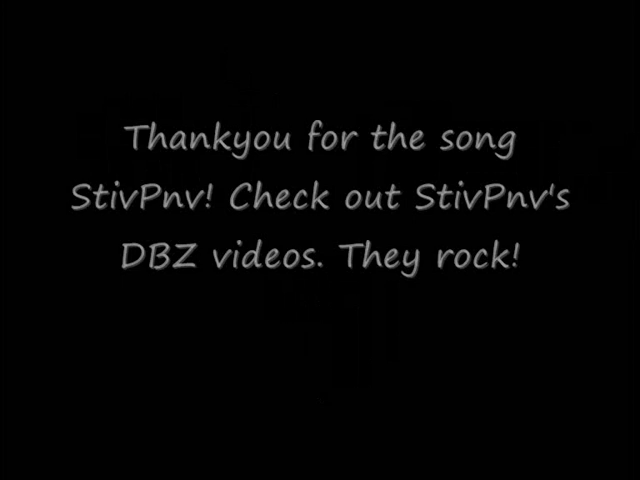 Thankyou for the song
StivPnv! Check out StivPnv's
DBZ videos. They rock!